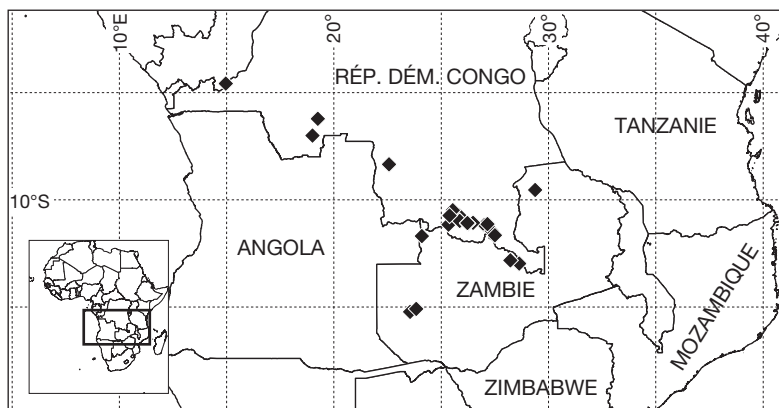 10°E
20°
30°
40°
RÉP. DÉM. CONGO
TANZANIE
10°S
ANGOLA
ZAMBIE
MOZAMBIQUE
ZIMBABWE